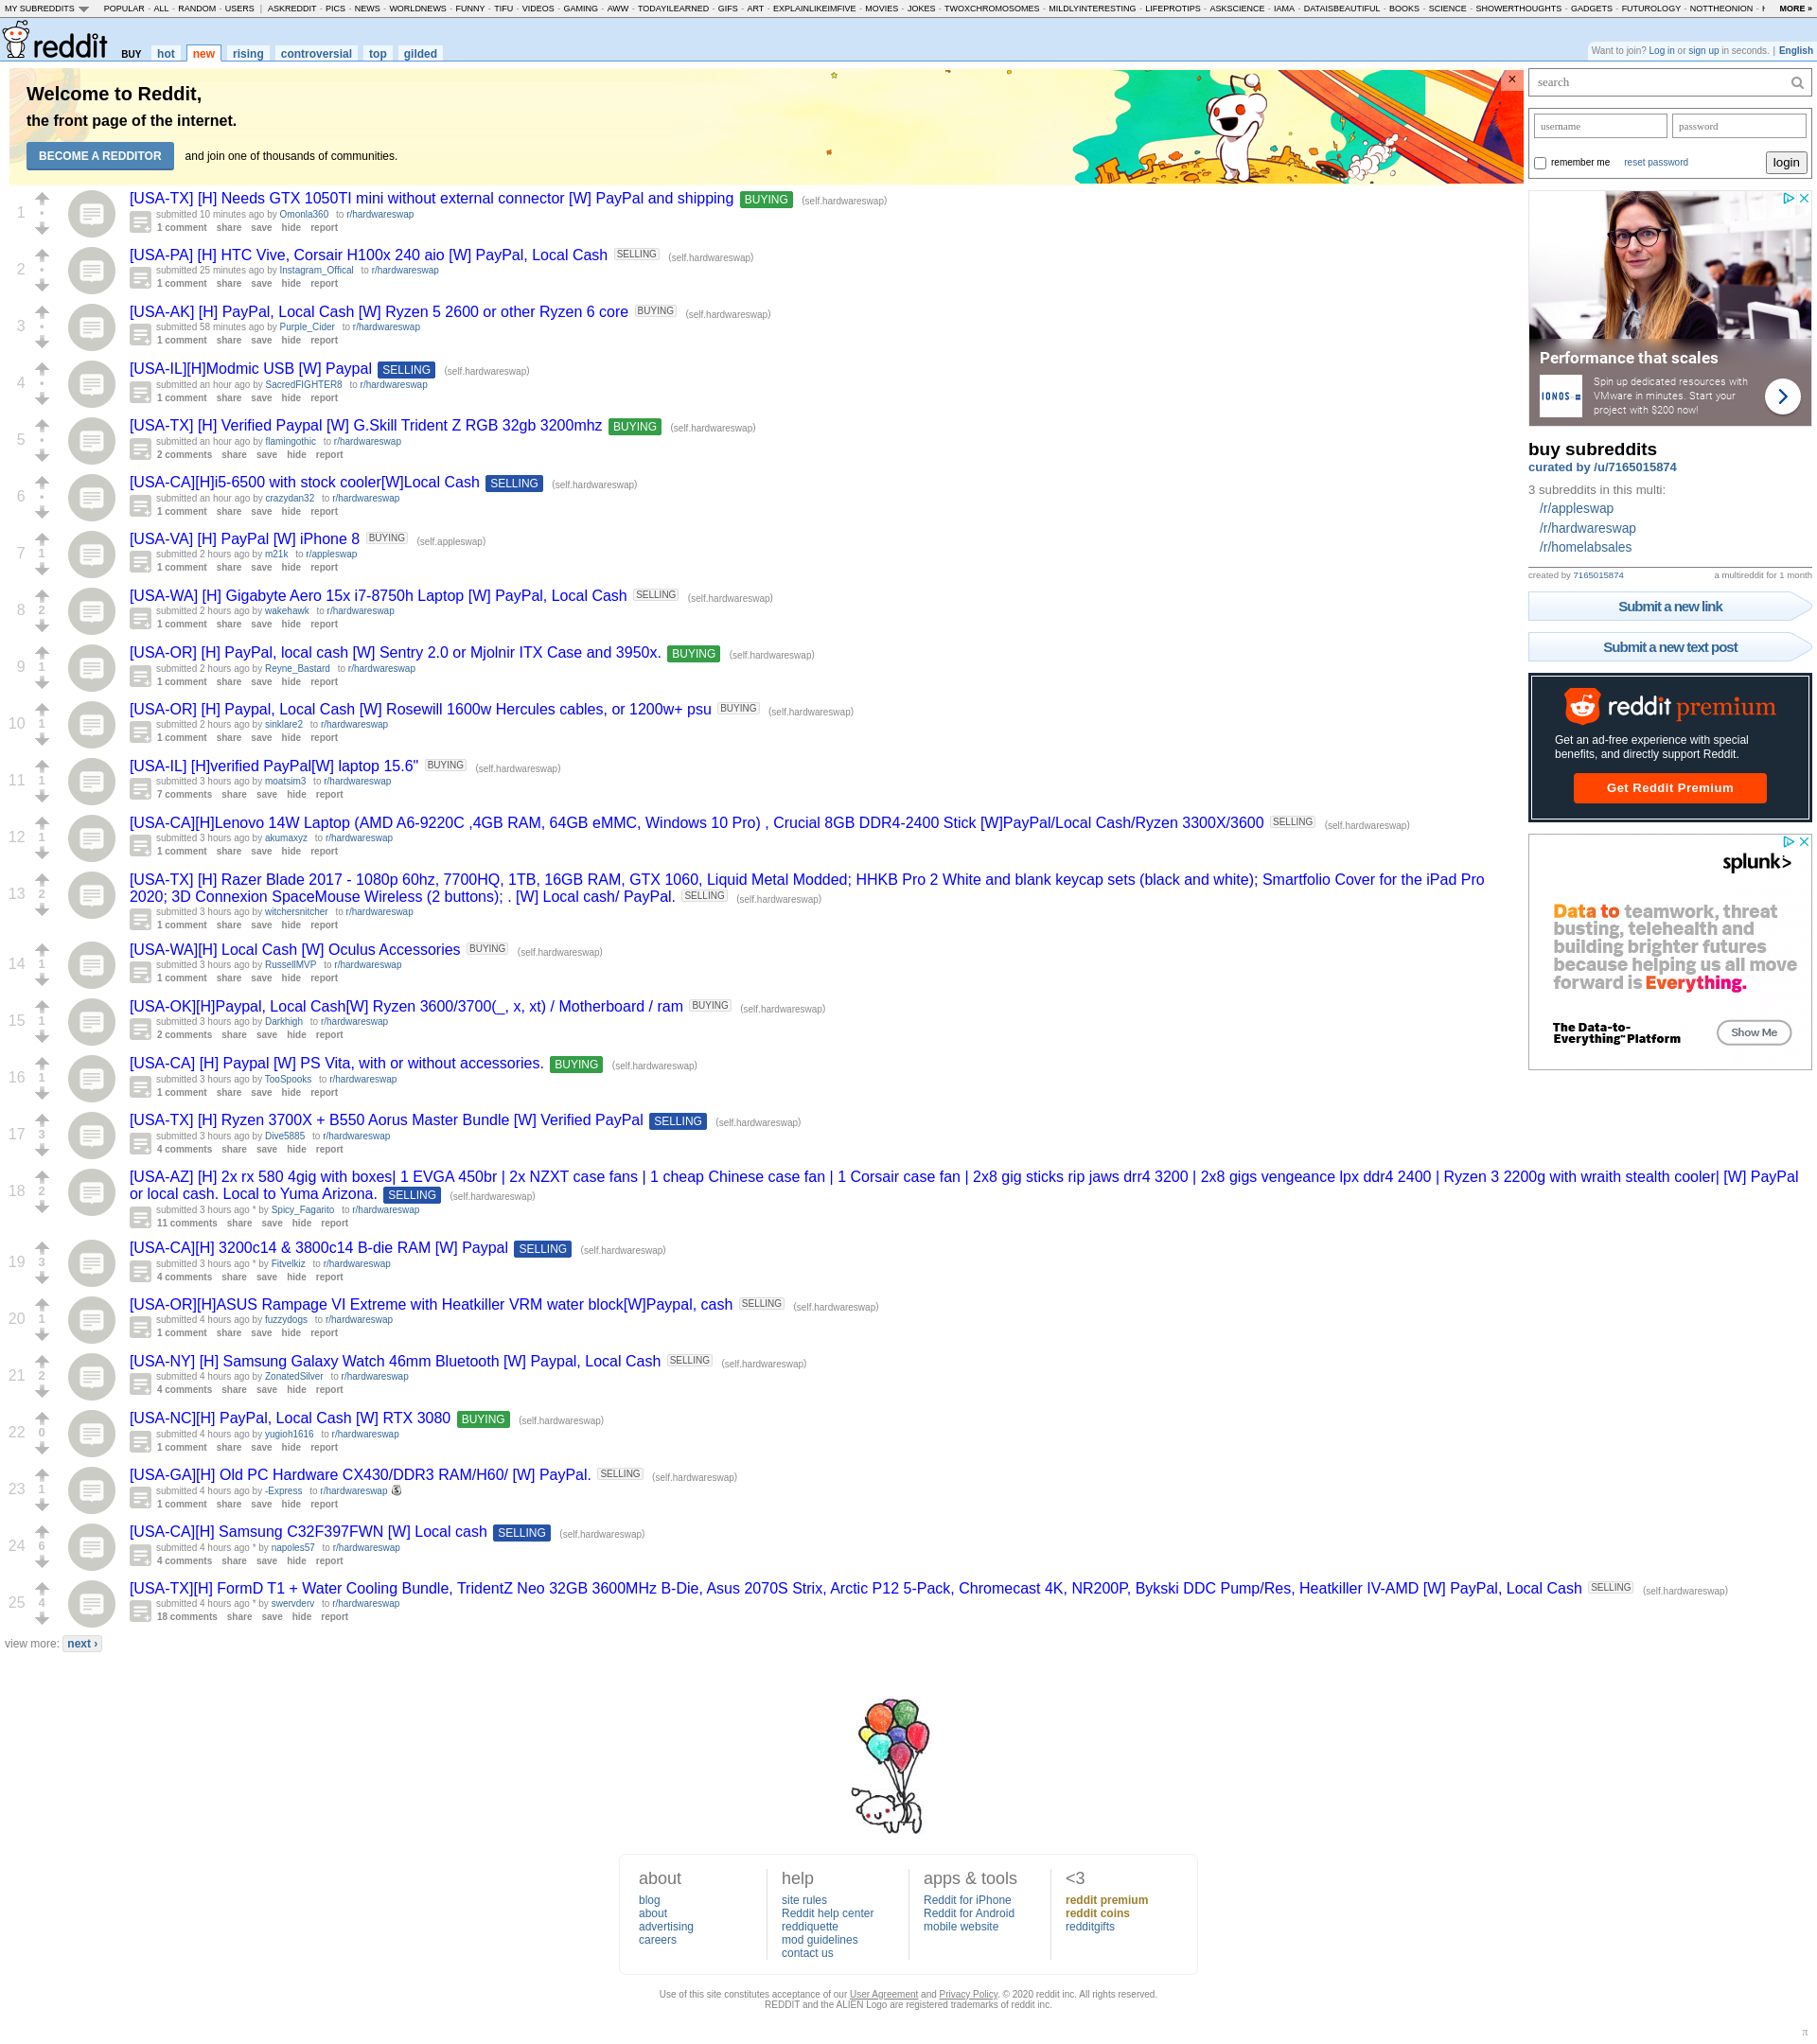 MY SUBREDDITS POPULAR - ALL - RANDOM - USERS | ASKREDDIT - PICS - NEWS - WORLDNEWS - FUNNY - TIFU - VIDEOS - GAMING - AWW - TODAYILEARNED - GIFS - ART - EXPLAINLIKEIMFIVE - MOVIES - JOKES - TWOXCHROMOSOMES - MILDLYINTERESTING - LIFEPROTIPS - ASKSCIENCE - IAMA - DATAISBEAUTIFUL - BOOKS - SCIENCE - SHOWERTHOUGHTS - GADGETS - FUTUROLOGY - NOTTHEONION - MORE »
reddit BUY hot new rising controversial top gilded
Want to join? Log in or sign up in seconds. | English
Welcome to Reddit,
the front page of the internet.
BECOME A REDDITOR and join one of thousands of communities.
×
1
[USA-TX] [H] Needs GTX 1050TI mini without external connector [W] PayPal and shipping BUYING (self.hardwareswap)
submitted 10 minutes ago by Omonla360 to r/hardwareswap
1 comment share save hide report
2
[USA-PA] [H] HTC Vive, Corsair H100x 240 aio [W] PayPal, Local Cash SELLING (self.hardwareswap)
submitted 25 minutes ago by Instagram_Offical to r/hardwareswap
1 comment share save hide report
3
[USA-AK] [H] PayPal, Local Cash [W] Ryzen 5 2600 or other Ryzen 6 core BUYING (self.hardwareswap)
submitted 58 minutes ago by Purple_Cider to r/hardwareswap
1 comment share save hide report
4
[USA-IL][H]Modmic USB [W] Paypal SELLING (self.hardwareswap)
submitted an hour ago by SacredFIGHTER8 to r/hardwareswap
1 comment share save hide report
5
[USA-TX] [H] Verified Paypal [W] G.Skill Trident Z RGB 32gb 3200mhz BUYING (self.hardwareswap)
submitted an hour ago by flamingothic to r/hardwareswap
2 comments share save hide report
6
[USA-CA][H]i5-6500 with stock cooler[W]Local Cash SELLING (self.hardwareswap)
submitted an hour ago by crazydan32 to r/hardwareswap
1 comment share save hide report
7 1
[USA-VA] [H] PayPal [W] iPhone 8 BUYING (self.appleswap)
submitted 2 hours ago by m21k to r/appleswap
1 comment share save hide report
8 2
[USA-WA] [H] Gigabyte Aero 15x i7-8750h Laptop [W] PayPal, Local Cash SELLING (self.hardwareswap)
submitted 2 hours ago by wakehawk to r/hardwareswap
1 comment share save hide report
9 1
[USA-OR] [H] PayPal, local cash [W] Sentry 2.0 or Mjolnir ITX Case and 3950x. BUYING (self.hardwareswap)
submitted 2 hours ago by Reyne_Bastard to r/hardwareswap
1 comment share save hide report
10 1
[USA-OR] [H] Paypal, Local Cash [W] Rosewill 1600w Hercules cables, or 1200w+ psu BUYING (self.hardwareswap)
submitted 2 hours ago by sinklare2 to r/hardwareswap
1 comment share save hide report
11 1
[USA-IL] [H]verified PayPal[W] laptop 15.6" BUYING (self.hardwareswap)
submitted 3 hours ago by moatsim3 to r/hardwareswap
7 comments share save hide report
12 1
[USA-CA][H]Lenovo 14W Laptop (AMD A6-9220C ,4GB RAM, 64GB eMMC, Windows 10 Pro) , Crucial 8GB DDR4-2400 Stick [W]PayPal/Local Cash/Ryzen 3300X/3600 SELLING (self.hardwareswap)
submitted 3 hours ago by akumaxyz to r/hardwareswap
1 comment share save hide report
13 2
[USA-TX] [H] Razer Blade 2017 - 1080p 60hz, 7700HQ, 1TB, 16GB RAM, GTX 1060, Liquid Metal Modded; HHKB Pro 2 White and blank keycap sets (black and white); Smartfolio Cover for the iPad Pro
2020; 3D Connexion SpaceMouse Wireless (2 buttons); . [W] Local cash/ PayPal. SELLING (self.hardwareswap)
submitted 3 hours ago by witchersnitcher to r/hardwareswap
1 comment share save hide report
14 1
[USA-WA][H] Local Cash [W] Oculus Accessories BUYING (self.hardwareswap)
submitted 3 hours ago by RussellMVP to r/hardwareswap
1 comment share save hide report
15 1
[USA-OK][H]Paypal, Local Cash[W] Ryzen 3600/3700(_, x, xt) / Motherboard / ram BUYING (self.hardwareswap)
submitted 3 hours ago by Darkhigh to r/hardwareswap
2 comments share save hide report
16 1
[USA-CA] [H] Paypal [W] PS Vita, with or without accessories. BUYING (self.hardwareswap)
submitted 3 hours ago by TooSpooks to r/hardwareswap
1 comment share save hide report
17 3
[USA-TX] [H] Ryzen 3700X + B550 Aorus Master Bundle [W] Verified PayPal SELLING (self.hardwareswap)
submitted 3 hours ago by Dive5885 to r/hardwareswap
4 comments share save hide report
18 2
[USA-AZ] [H] 2x rx 580 4gig with boxes| 1 EVGA 450br | 2x NZXT case fans | 1 cheap Chinese case fan | 1 Corsair case fan | 2x8 gig sticks rip jaws drr4 3200 | 2x8 gigs vengeance lpx ddr4 2400 | Ryzen 3 2200g with wraith stealth cooler| [W] PayPal
or local cash. Local to Yuma Arizona. SELLING (self.hardwareswap)
submitted 3 hours ago * by Spicy_Fagarito to r/hardwareswap
11 comments share save hide report
19 3
[USA-CA][H] 3200c14 & 3800c14 B-die RAM [W] Paypal SELLING (self.hardwareswap)
submitted 3 hours ago * by Fitvelkiz to r/hardwareswap
4 comments share save hide report
20 1
[USA-OR][H]ASUS Rampage VI Extreme with Heatkiller VRM water block[W]Paypal, cash SELLING (self.hardwareswap)
submitted 4 hours ago by fuzzydogs to r/hardwareswap
1 comment share save hide report
21 2
[USA-NY] [H] Samsung Galaxy Watch 46mm Bluetooth [W] Paypal, Local Cash SELLING (self.hardwareswap)
submitted 4 hours ago by ZonatedSilver to r/hardwareswap
4 comments share save hide report
22 0
[USA-NC][H] PayPal, Local Cash [W] RTX 3080 BUYING (self.hardwareswap)
submitted 4 hours ago by yugioh1616 to r/hardwareswap
1 comment share save hide report
23 1
[USA-GA][H] Old PC Hardware CX430/DDR3 RAM/H60/ [W] PayPal. SELLING (self.hardwareswap)
submitted 4 hours ago by -Express to r/hardwareswap
1 comment share save hide report
24 6
[USA-CA][H] Samsung C32F397FWN [W] Local cash SELLING (self.hardwareswap)
submitted 4 hours ago * by napoles57 to r/hardwareswap
4 comments share save hide report
25 4
[USA-TX][H] FormD T1 + Water Cooling Bundle, TridentZ Neo 32GB 3600MHz B-Die, Asus 2070S Strix, Arctic P12 5-Pack, Chromecast 4K, NR200P, Bykski DDC Pump/Res, Heatkiller IV-AMD [W] PayPal, Local Cash SELLING (self.hardwareswap)
submitted 4 hours ago * by swervderv to r/hardwareswap
18 comments share save hide report
view more: next ›
search
username password
remember me reset password login
Performance that scales
IONOS
Spin up dedicated resources with
VMware in minutes. Start your
project with $200 now!
buy subreddits
curated by /u/7165015874
3 subreddits in this multi:
/r/appleswap
/r/hardwareswap
/r/homelabsales
created by 7165015874 a multireddit for 1 month
Submit a new link
Submit a new text post
reddit premium
Get an ad-free experience with special
benefits, and directly support Reddit.
Get Reddit Premium
splunk>
Data to teamwork, threat
busting, telehealth and
building brighter futures
because helping us all move
forward is Everything.
The Data-to-
Everything™ Platform
Show Me
about
blog
about
advertising
careers
help
site rules
Reddit help center
reddiquette
mod guidelines
contact us
apps & tools
Reddit for iPhone
Reddit for Android
mobile website
<3
reddit premium
reddit coins
redditgifts
Use of this site constitutes acceptance of our User Agreement and Privacy Policy. © 2020 reddit inc. All rights reserved.
REDDIT and the ALIEN Logo are registered trademarks of reddit inc.
π